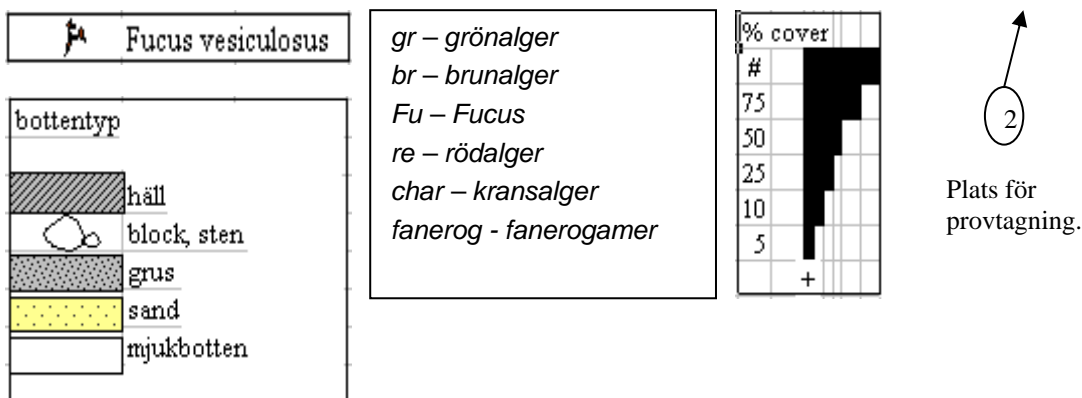 Fucus vesiculosus
bottentyp
häll
block, sten
grus
sand
mjukbotten
gr – grönalger
br – brunalger
Fu – Fucus
re – rödalger
char – kransalger
fanerog - fanerogamer
% cover
#
75
50
25
10
5
+
2
Plats för
provtagning.